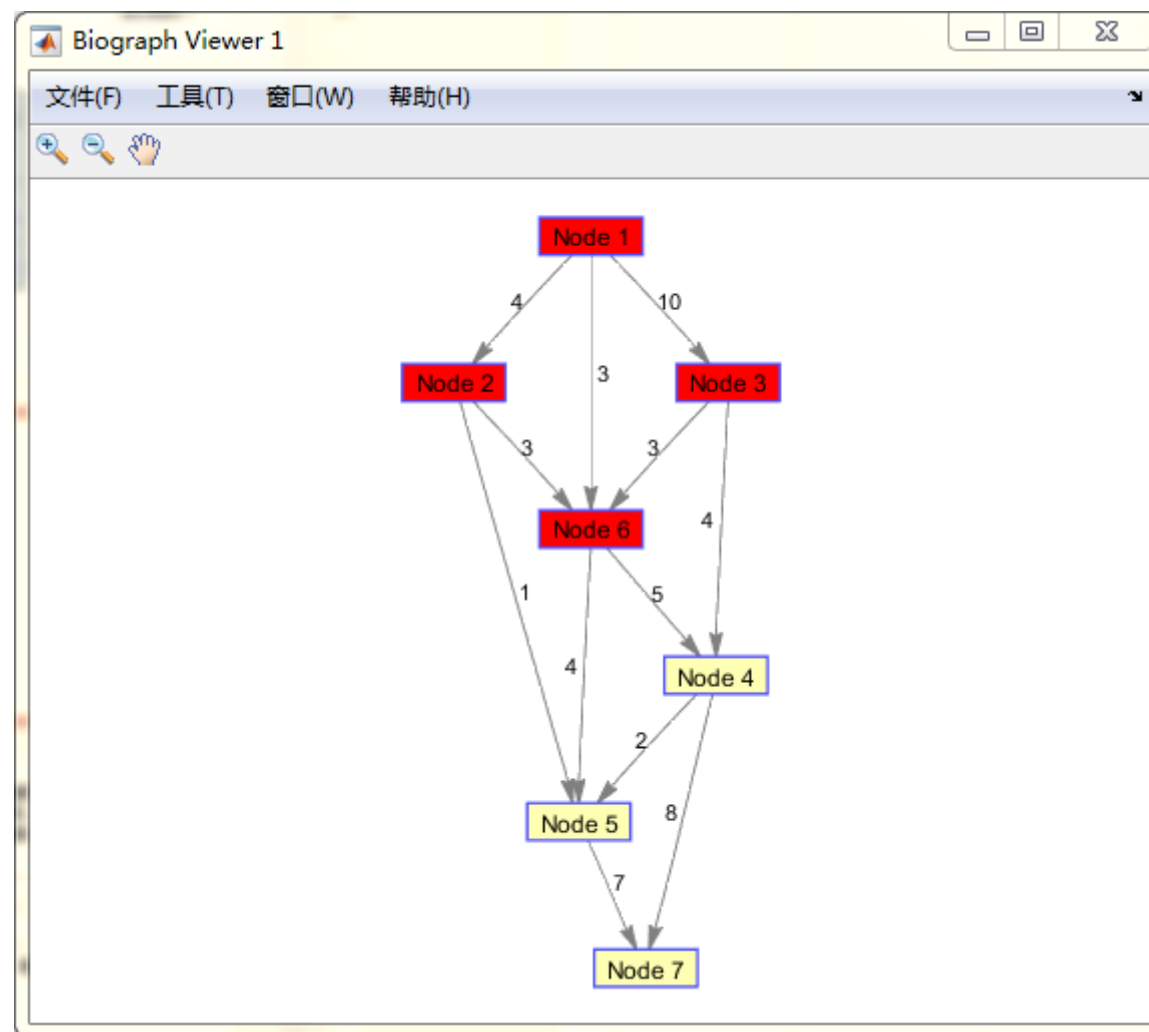 Biograph Viewer 1
文件(F) 工具(T) 窗口(W) 帮助(H)
Node 1
4
10
3
Node 2
Node 3
3
3
4
Node 6
1
5
4
Node 4
2
8
Node 5
7
Node 7